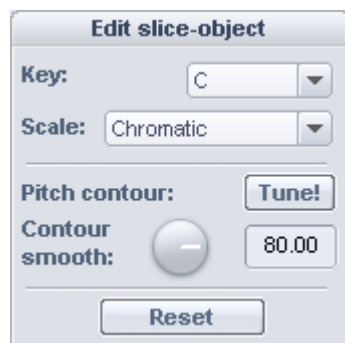 Edit slice-object
Key: C
Scale: Chromatic
Pitch contour: Tune!
Contour
smooth: 80.00
Reset